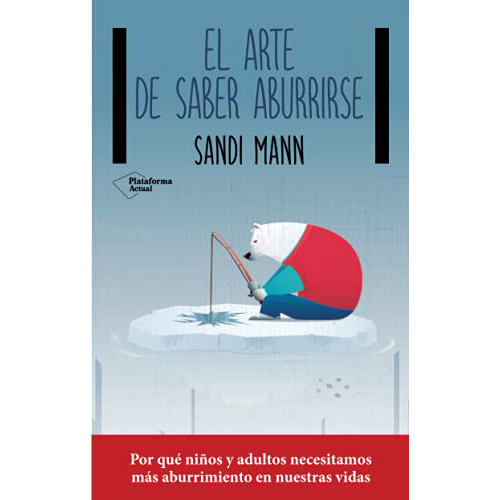 EL ARTE
DE SABER ABURRIRSE
SANDI MANN
Plataforma
Actual
Por qué niños y adultos necesitamos
más aburrimiento en nuestras vidas